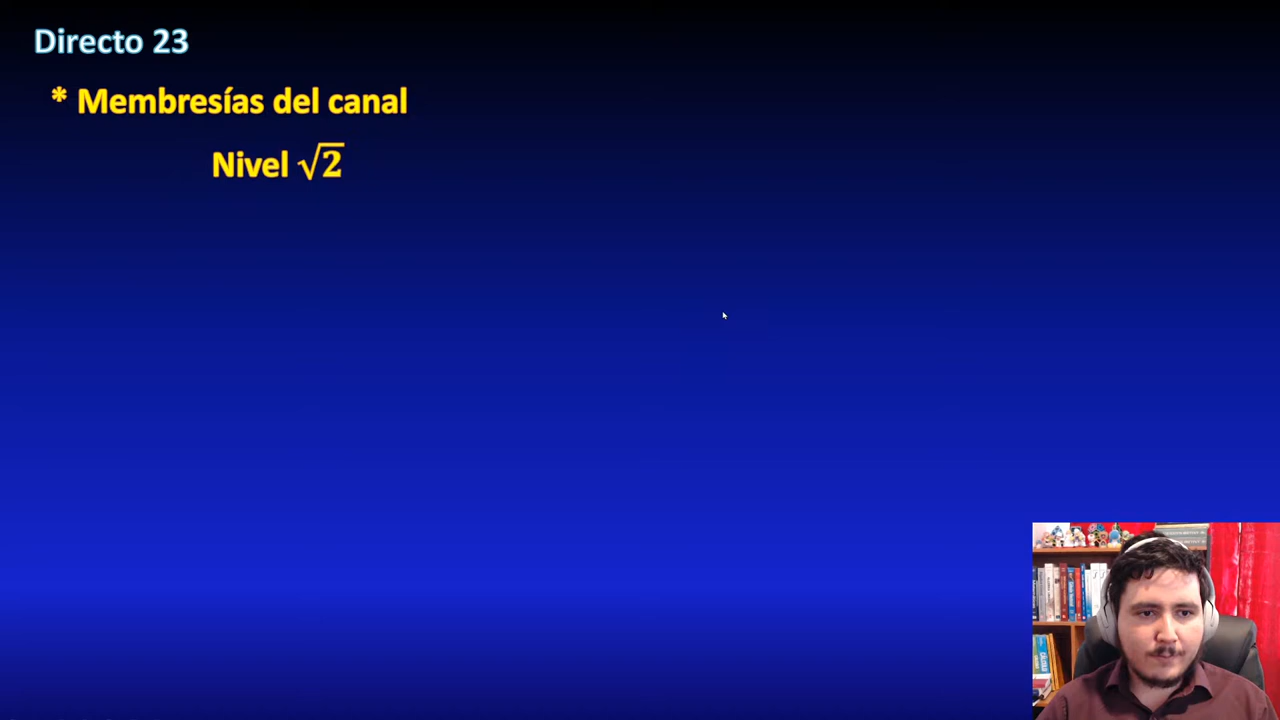 Directo 23
* Membresías del canal
Nivel √2